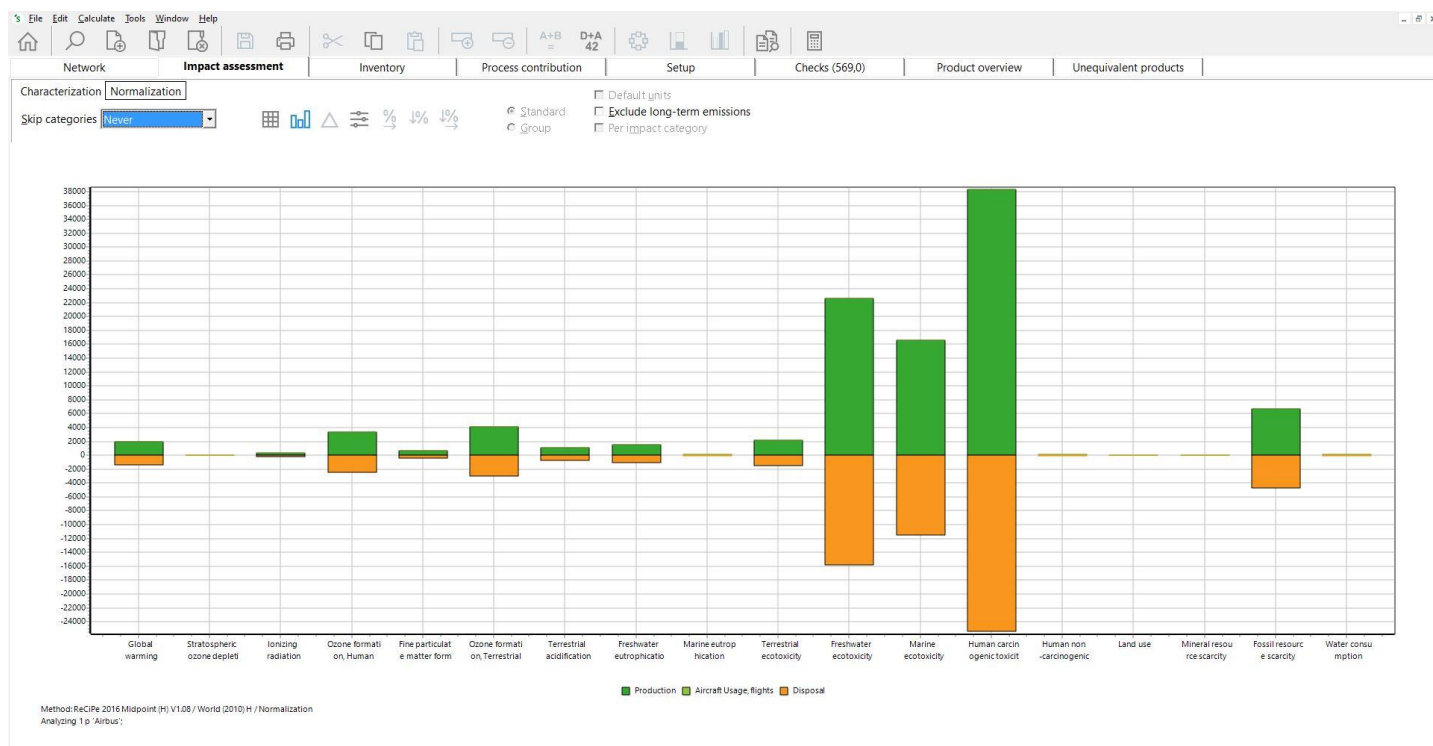 File Edit Calculate Tools Window Help
A+B
=
D+A
42
Network Impact assessment Inventory Process contribution Setup Checks (569,0) Product overview Unequivalent products
Characterization Normalization
Skip categories Never
% ↓% ↓%
Standard
Group
Default units
Exclude long-term emissions
Per impact category
38000
36000
34000
32000
30000
28000
26000
24000
22000
20000
18000
16000
14000
12000
10000
8000
6000
4000
2000
0
-2000
-4000
-6000
-8000
-10000
-12000
-14000
-16000
-18000
-20000
-22000
-24000
Global Stratospheric Ionizing Ozone formati Fine particulat Ozone formati Terrestrial Freshwater Marine eutrop Terrestrial Freshwater Marine Human carcin Human non Land use Mineral resou Fossil resourc Water consu
warming ozone depleti radiation on, Human e matter form on, Terrestrial acidification eutrophicatio hication ecotoxicity ecotoxicity ecotoxicity ogenic toxicit -carcinogenic rce scarcity e scarcity mption
Production Aircraft Usage, flights Disposal
Method: ReCiPe 2016 Midpoint (H) V1.08 / World (2010) H / Normalization
Analyzing 1 p 'Airbus';